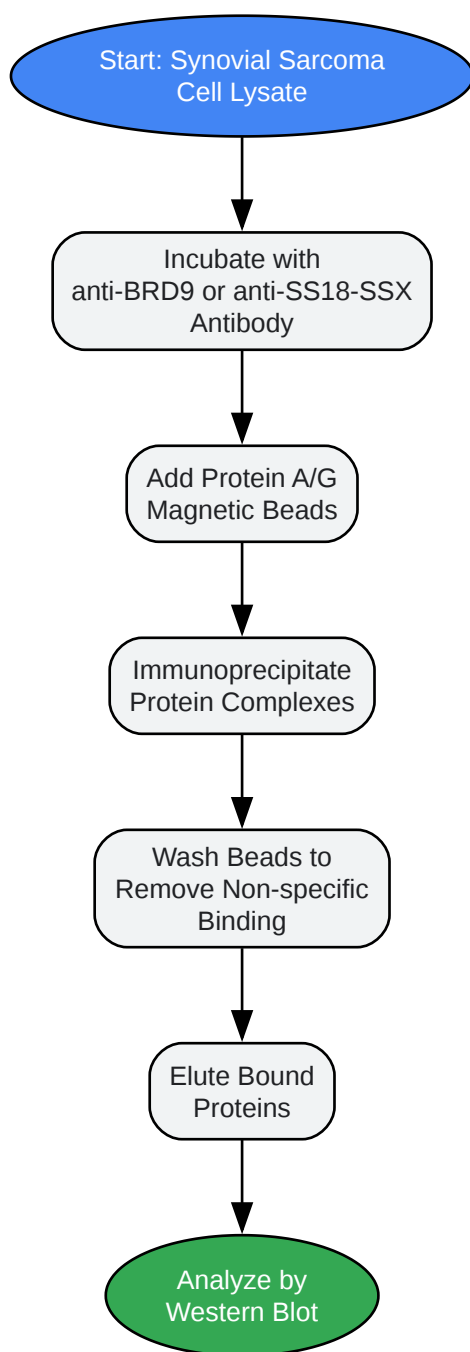 Start: Synovial Sarcoma
Cell Lysate
Incubate with
anti-BRD9 or anti-SS18-SSX
Antibody
Add Protein A/G
Magnetic Beads
Immunoprecipitate
Protein Complexes
Wash Beads to
Remove Non-specific
Binding
Elute Bound
Proteins
Analyze by
Western Blot